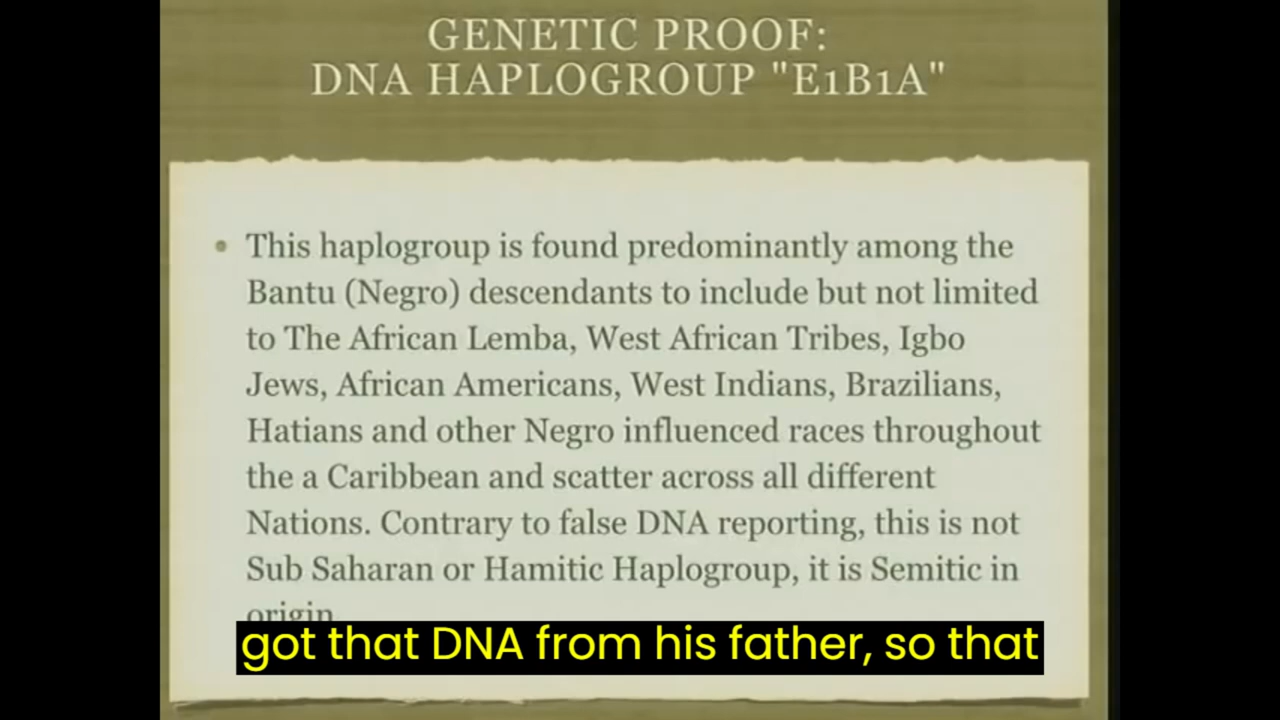 GENETIC PROOF:
DNA HAPLOGROUP "E1B1A"
• This haplogroup is found predominantly among the
Bantu (Negro) descendants to include but not limited
to The African Lemba, West African Tribes, Igbo
Jews, African Americans, West Indians, Brazilians,
Hatians and other Negro influenced races throughout
the a Caribbean and scatter across all different
Nations. Contrary to false DNA reporting, this is not
Sub Saharan or Hamitic Haplogroup, it is Semitic in
origin
got that DNA from his father, so that